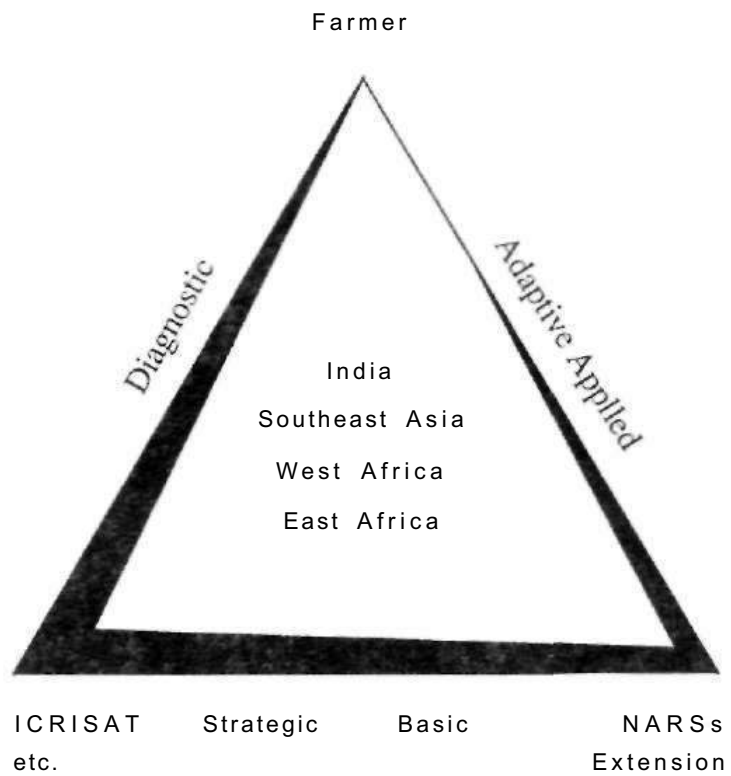 Farmer
Diagnostic
Adaptive Applled
India
Southeast Asia
West Africa
East Africa
ICRISAT Strategic Basic NARSs
etc. Extension